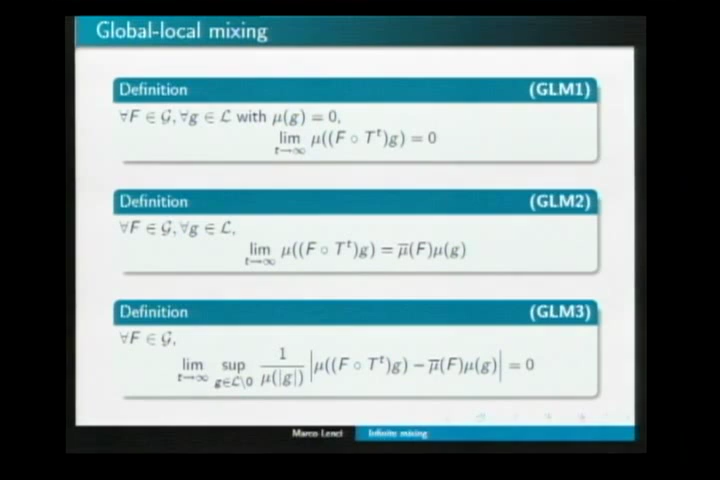 Global-local mixing
Definition (GLM1)
∀F ∈ 𝒢, ∀g ∈ ℒ with μ(g) = 0,
lim_{t→∞} μ((F ∘ T^t)g) = 0
Definition (GLM2)
∀F ∈ 𝒢, ∀g ∈ ℒ,
lim_{t→∞} μ((F ∘ T^t)g) = μ̅(F)μ(g)
Definition (GLM3)
∀F ∈ 𝒢,
lim_{t→∞} sup_{g∈ℒ\0} 1/μ(|g|) |μ((F ∘ T^t)g) − μ̅(F)μ(g)| = 0
Marco Lenci Infinite mixing